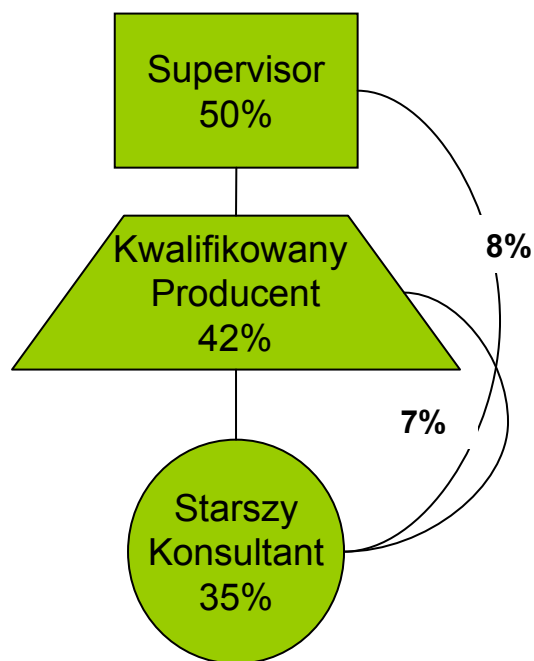 Supervisor
50%
8%
Kwalifikowany
Producent
42%
7%
Starszy
Konsultant
35%